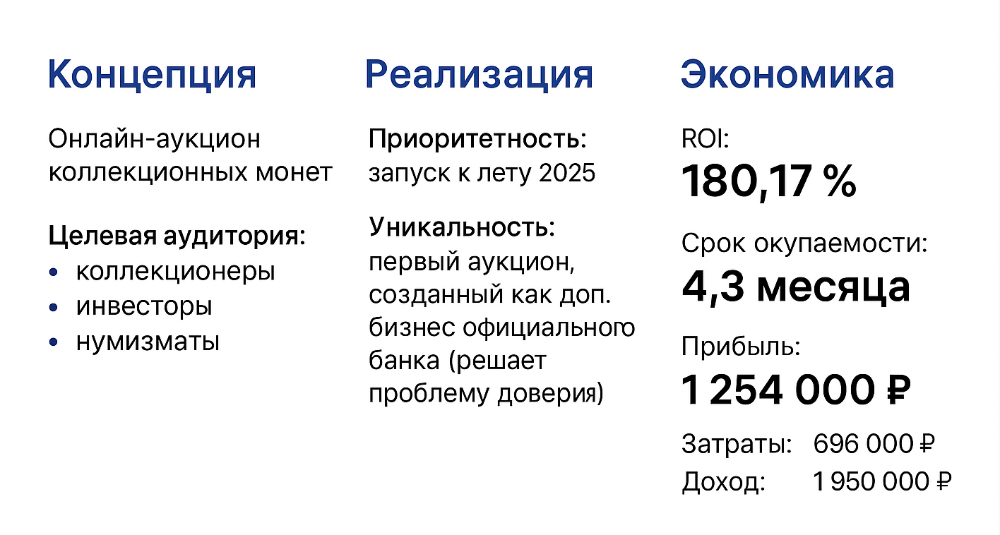 Концепция
Онлайн-аукцион
коллекционных монет
Целевая аудитория:
• коллекционеры
• инвесторы
• нумизматы
Реализация
Приоритетность:
запуск к лету 2025
Уникальность:
первый аукцион,
созданный как доп.
бизнес официального
банка (решает
проблему доверия)
Экономика
ROI:
180,17 %
Срок окупаемости:
4,3 месяца
Прибыль:
1 254 000 ₽
Затраты: 696 000 ₽
Доход: 1 950 000 ₽